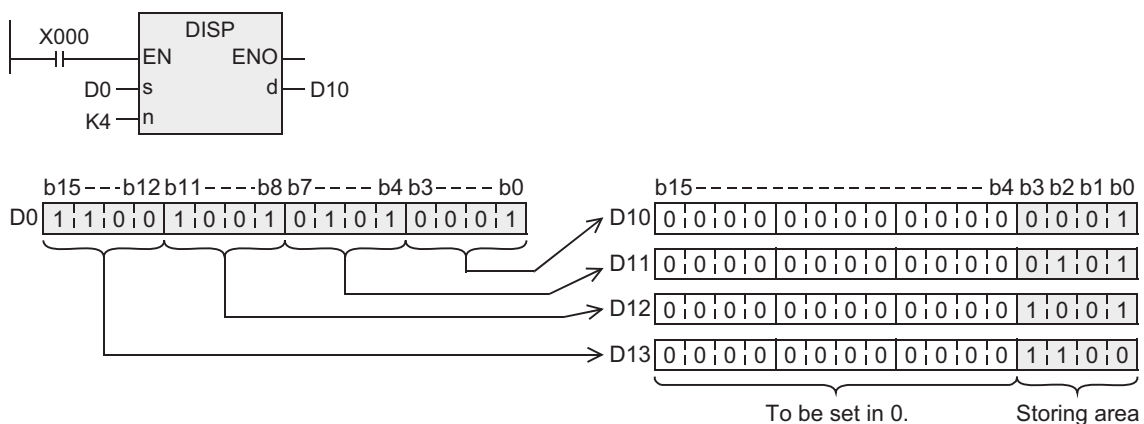 DISP
X000
EN ENO
D0 s d D10
K4 n
b15---b12 b11----b8 b7----b4 b3----b0
D0 1 1 0 0 1 0 0 1 0 1 0 1 0 0 0 1
b15------------------b4 b3 b2 b1 b0
D10 0 0 0 0 0 0 0 0 0 0 0 0 0 0 0 1
D11 0 0 0 0 0 0 0 0 0 0 0 0 0 1 0 1
D12 0 0 0 0 0 0 0 0 0 0 0 0 1 0 0 1
D13 0 0 0 0 0 0 0 0 0 0 0 0 1 1 0 0
To be set in 0. Storing area